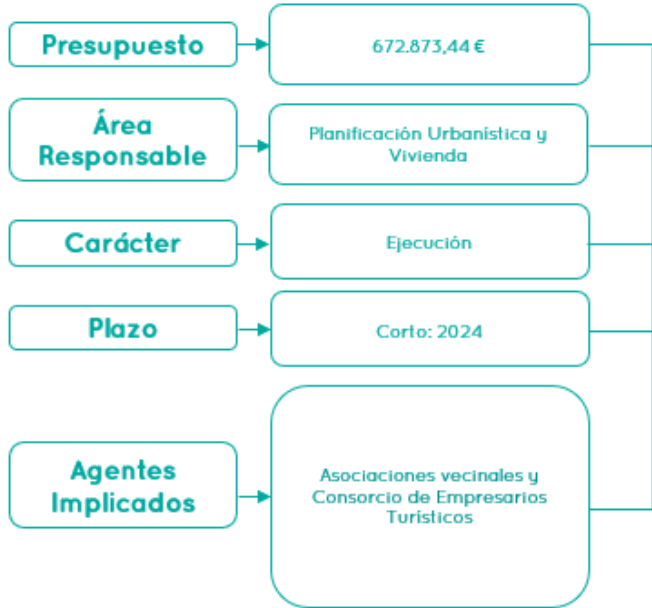 Presupuesto
672.873,44 €
Área
Responsable
Planificación Urbanística y
Vivienda
Carácter
Ejecución
Plazo
Corto: 2024
Agentes
Implicados
Asociaciones vecinales y
Consorcio de Empresarios
Turísticos